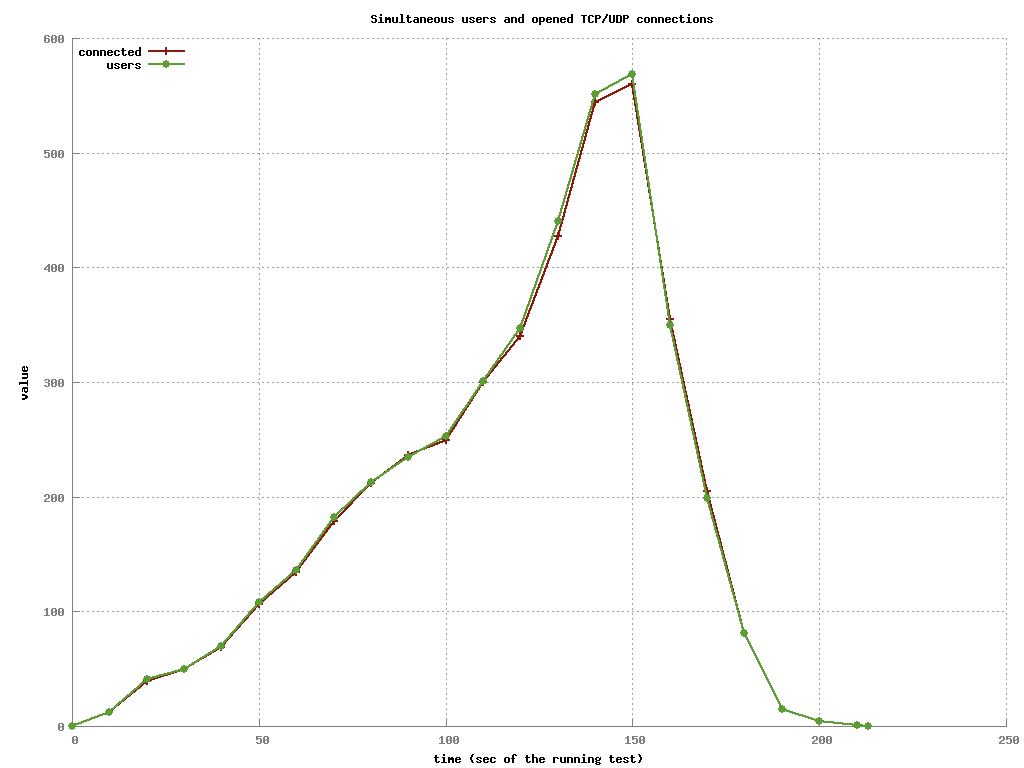 Simultaneous users and opened TCP/UDP connections
600
connected
users
500
400
value
300
200
100
0
0 50 100 150 200 250
time (sec of the running test)